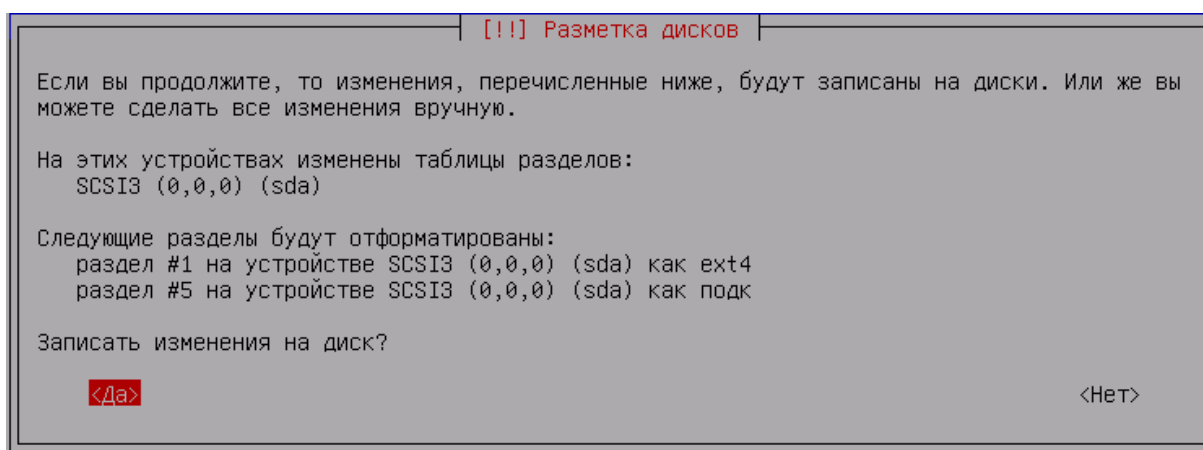 [!!] Разметка дисков
Если вы продолжите, то изменения, перечисленные ниже, будут записаны на диски. Или же вы
можете сделать все изменения вручную.
На этих устройствах изменены таблицы разделов:
SCSI3 (0,0,0) (sda)
Следующие разделы будут отформатированы:
раздел #1 на устройстве SCSI3 (0,0,0) (sda) как ext4
раздел #5 на устройстве SCSI3 (0,0,0) (sda) как подк
Записать изменения на диск?
<Да> <Нет>